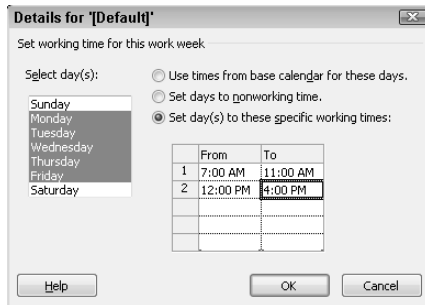 Details for '[Default]'
Set working time for this work week
Select day(s):
Sunday
Monday
Tuesday
Wednesday
Thursday
Friday
Saturday
Use times from base calendar for these days.
Set days to nonworking time.
Set day(s) to these specific working times:
From To
1 7:00 AM 11:00 AM
2 12:00 PM 4:00 PM
Help OK Cancel